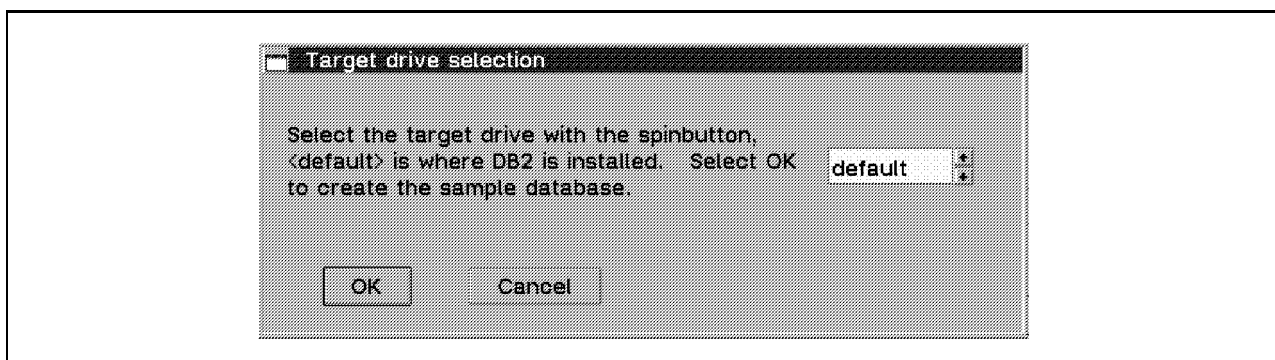 Target drive selection
Select the target drive with the spinbutton,
<default> is where DB2 is installed. Select OK
to create the sample database.
default
OK
Cancel